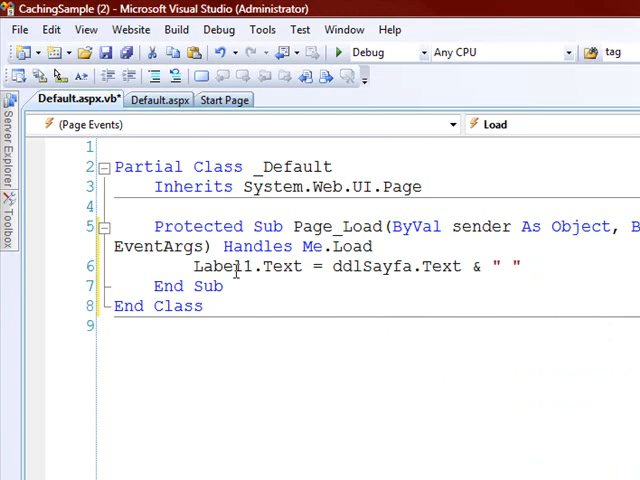 CachingSample (2) - Microsoft Visual Studio (Administrator)
File Edit View Website Build Debug Tools Test Window Help
Debug Any CPU tag
Default.aspx.vb* Default.aspx Start Page
(Page Events) Load
Server Explorer
Toolbox
1
2 Partial Class _Default
3 Inherits System.Web.UI.Page
4
5 Protected Sub Page_Load(ByVal sender As Object, B
EventArgs) Handles Me.Load
6 Label1.Text = ddlSayfa.Text & " "
7 End Sub
8 End Class
9